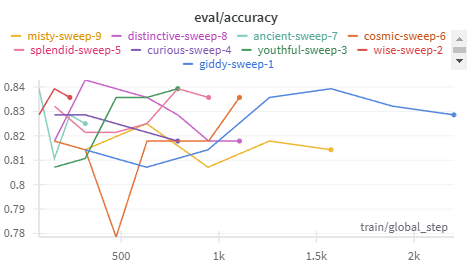 eval/accuracy
misty-sweep-9 distinctive-sweep-8 ancient-sweep-7 cosmic-sweep-6
splendid-sweep-5 curious-sweep-4 youthful-sweep-3 wise-sweep-2
giddy-sweep-1
0.84
0.83
0.82
0.81
0.8
0.79
0.78
train/global_step
500 1k 1.5k 2k